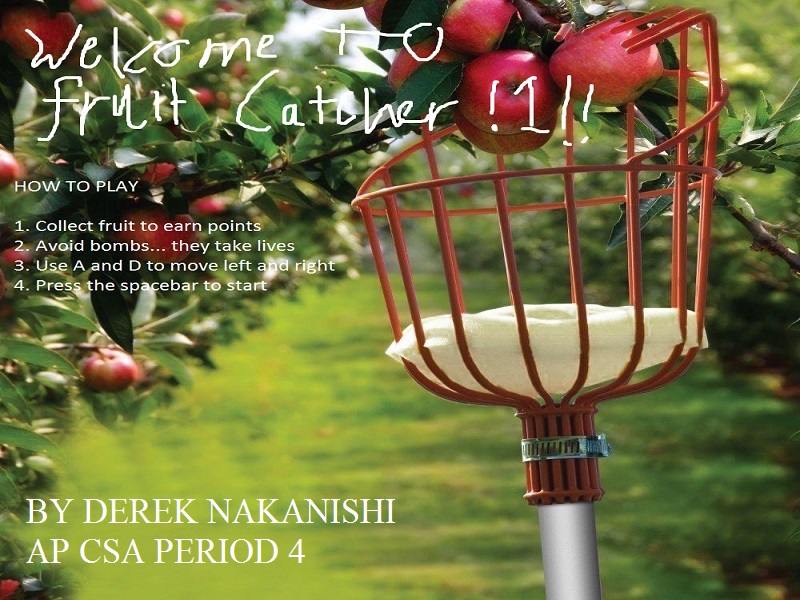 Welcome To
Fruit Catcher !1!!
HOW TO PLAY
1. Collect fruit to earn points
2. Avoid bombs... they take lives
3. Use A and D to move left and right
4. Press the spacebar to start
BY DEREK NAKANISHI
AP CSA PERIOD 4